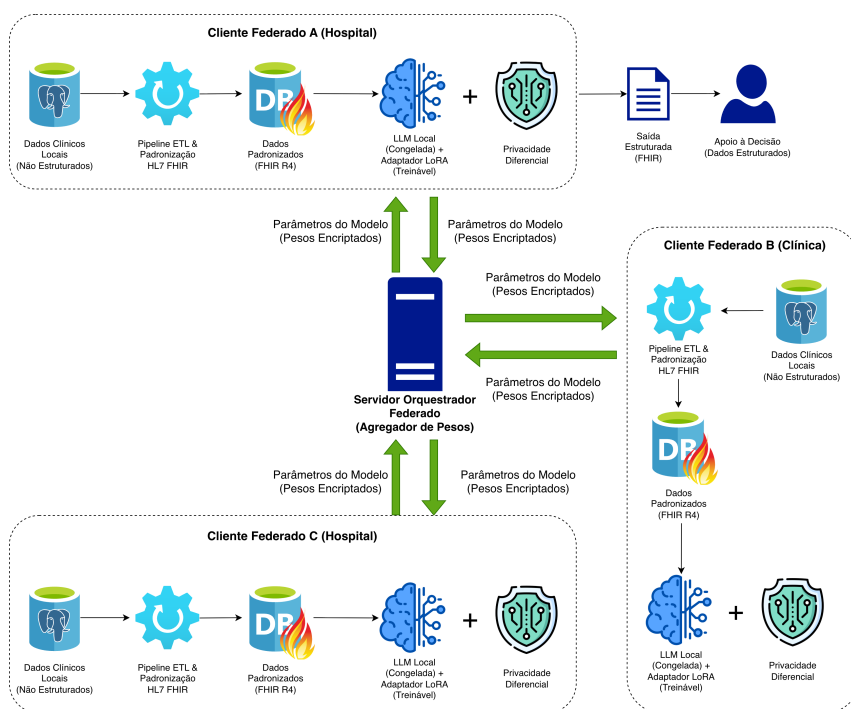 Cliente Federado A (Hospital)
Dados Clínicos
Locais
(Não Estruturados)
Pipeline ETL &
Padronização
HL7 FHIR
DB
Dados
Padronizados
(FHIR R4)
LLM Local
(Congelada) +
Adaptador LoRA
(Treinável)
+
Privacidade
Diferencial
Saída
Estruturada
(FHIR)
Apoio à Decisão
(Dados Estruturados)
Parâmetros do Modelo
(Pesos Encriptados)
Parâmetros do Modelo
(Pesos Encriptados)
Servidor Orquestrador
Federado
(Agregador de Pesos)
Parâmetros do Modelo
(Pesos Encriptados)
Parâmetros do Modelo
(Pesos Encriptados)
Cliente Federado B (Clínica)
Pipeline ETL &
Padronização
HL7 FHIR
Dados Clínicos
Locais
(Não Estruturados)
DB
Dados
Padronizados
(FHIR R4)
LLM Local
(Congelada) +
Adaptador LoRA
(Treinável)
+
Privacidade
Diferencial
Parâmetros do Modelo
(Pesos Encriptados)
Parâmetros do Modelo
(Pesos Encriptados)
Cliente Federado C (Hospital)
Dados Clínicos
Locais
(Não Estruturados)
Pipeline ETL &
Padronização
HL7 FHIR
DB
Dados
Padronizados
(FHIR R4)
LLM Local
(Congelada) +
Adaptador LoRA
(Treinável)
+
Privacidade
Diferencial